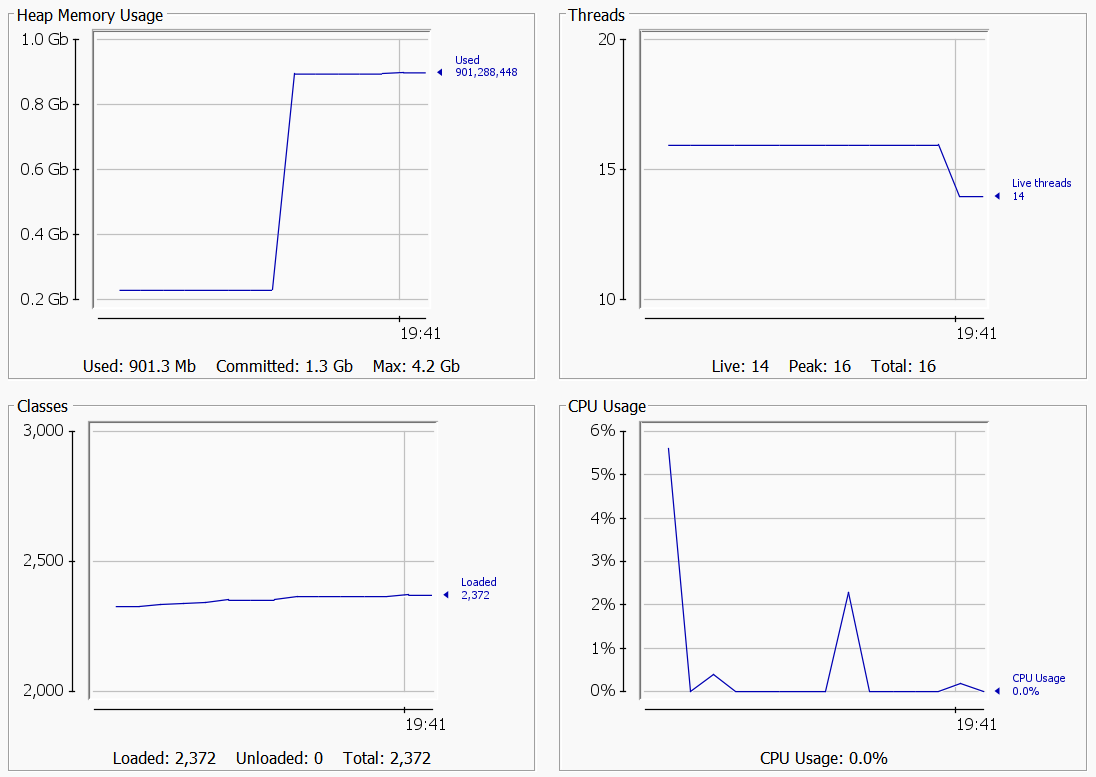 Heap Memory Usage
1.0 Gb
0.8 Gb
0.6 Gb
0.4 Gb
0.2 Gb
Used
901,288,448
19:41
Used: 901.3 Mb Committed: 1.3 Gb Max: 4.2 Gb
Threads
20
15
10
Live threads
14
19:41
Live: 14 Peak: 16 Total: 16
Classes
3,000
2,500
2,000
Loaded
2,372
19:41
Loaded: 2,372 Unloaded: 0 Total: 2,372
CPU Usage
6%
5%
4%
3%
2%
1%
0%
CPU Usage
0.0%
19:41
CPU Usage: 0.0%